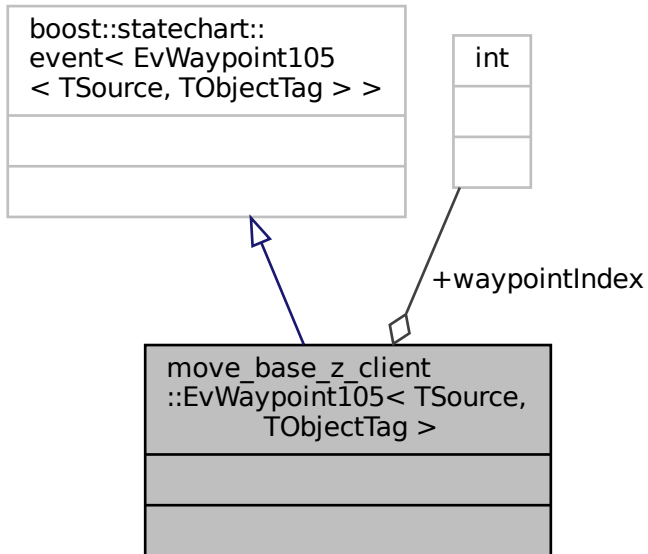 boost::statechart::
event< EvWaypoint105
< TSource, TObjectTag > >
int
+waypointIndex
move_base_z_client
::EvWaypoint105< TSource,
TObjectTag >